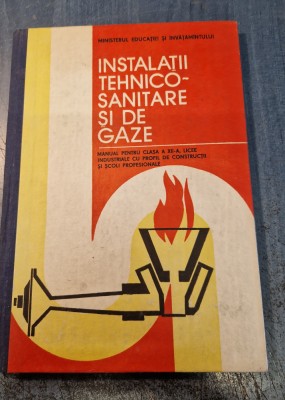 MINISTERUL EDUCAȚIEI ȘI ÎNVĂȚĂMÎNTULUI
INSTALAȚII
TEHNICO-
SANITARE
ȘI DE
GAZE
MANUAL PENTRU CLASA A XII-A, LICEE
INDUSTRIALE CU PROFIL DE CONSTRUCȚII
ȘI ȘCOLI PROFESIONALE